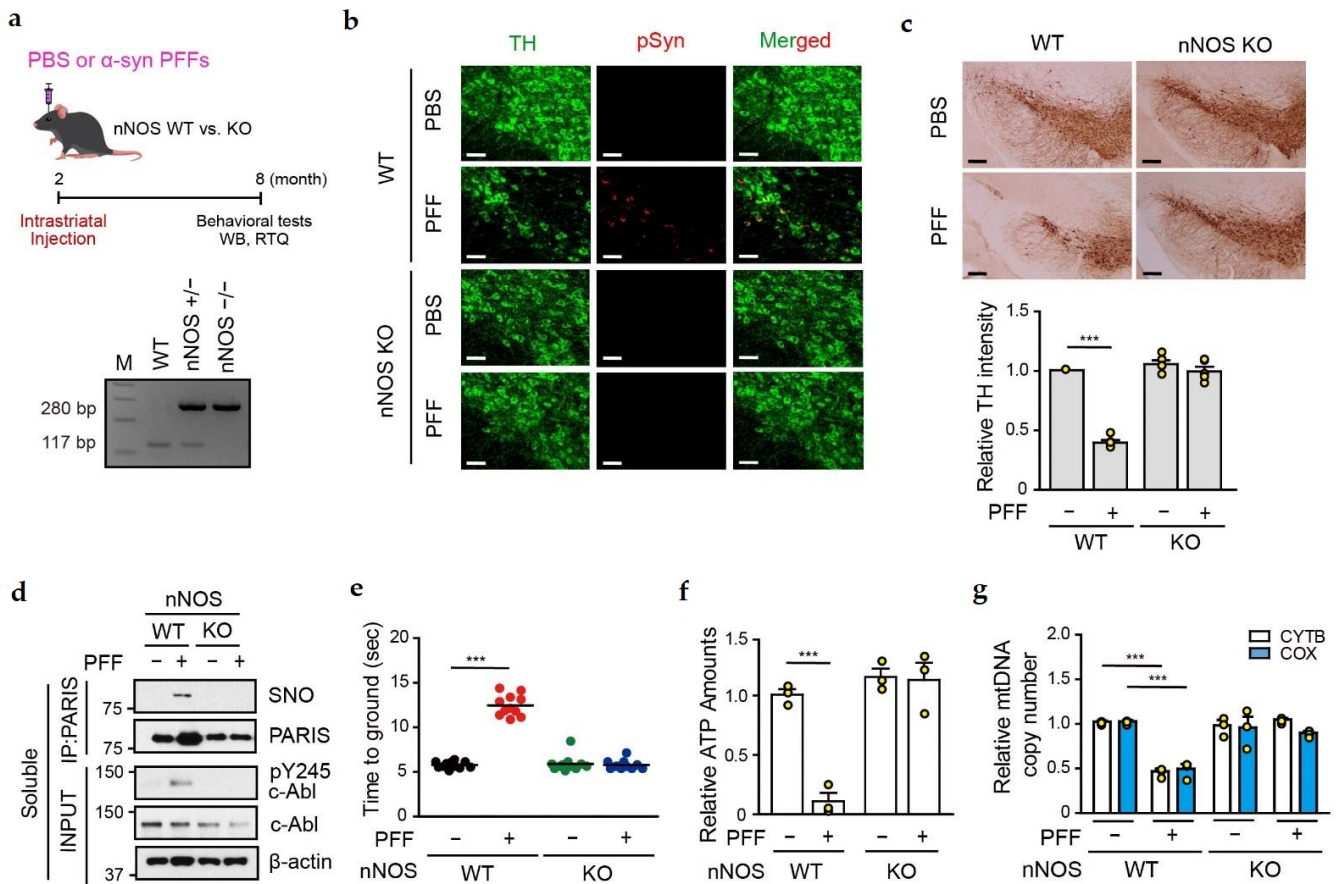 a
PBS or α-syn PFFs
nNOS WT vs. KO
2
8 (month)
Intrastriatal
Injection
Behavioral tests
WB, RTQ
M
WT
nNOS +/−
nNOS −/−
280 bp
117 bp
b
TH
pSyn
Merged
WT
PBS
PFF
nNOS KO
PBS
PFF
c
WT
nNOS KO
PBS
PFF
Relative TH intensity
1.5
1.0
0.5
0
***
PFF
− + − +
WT
KO
d
nNOS
WT KO
PFF − + − +
Soluble
IP:PARIS
INPUT
75
SNO
75
PARIS
150
pY245
c-Abl
150
c-Abl
37
β-actin
e
Time to ground (sec)
20
15
10
5
0
***
PFF − + − +
nNOS WT KO
f
Relative ATP Amounts
1.5
1.0
0.5
0
***
PFF − + − +
nNOS WT KO
g
Relative mtDNA
copy number
2.0
1.5
1.0
0.5
0
***
***
CYTB
COX
PFF − + − +
nNOS WT KO